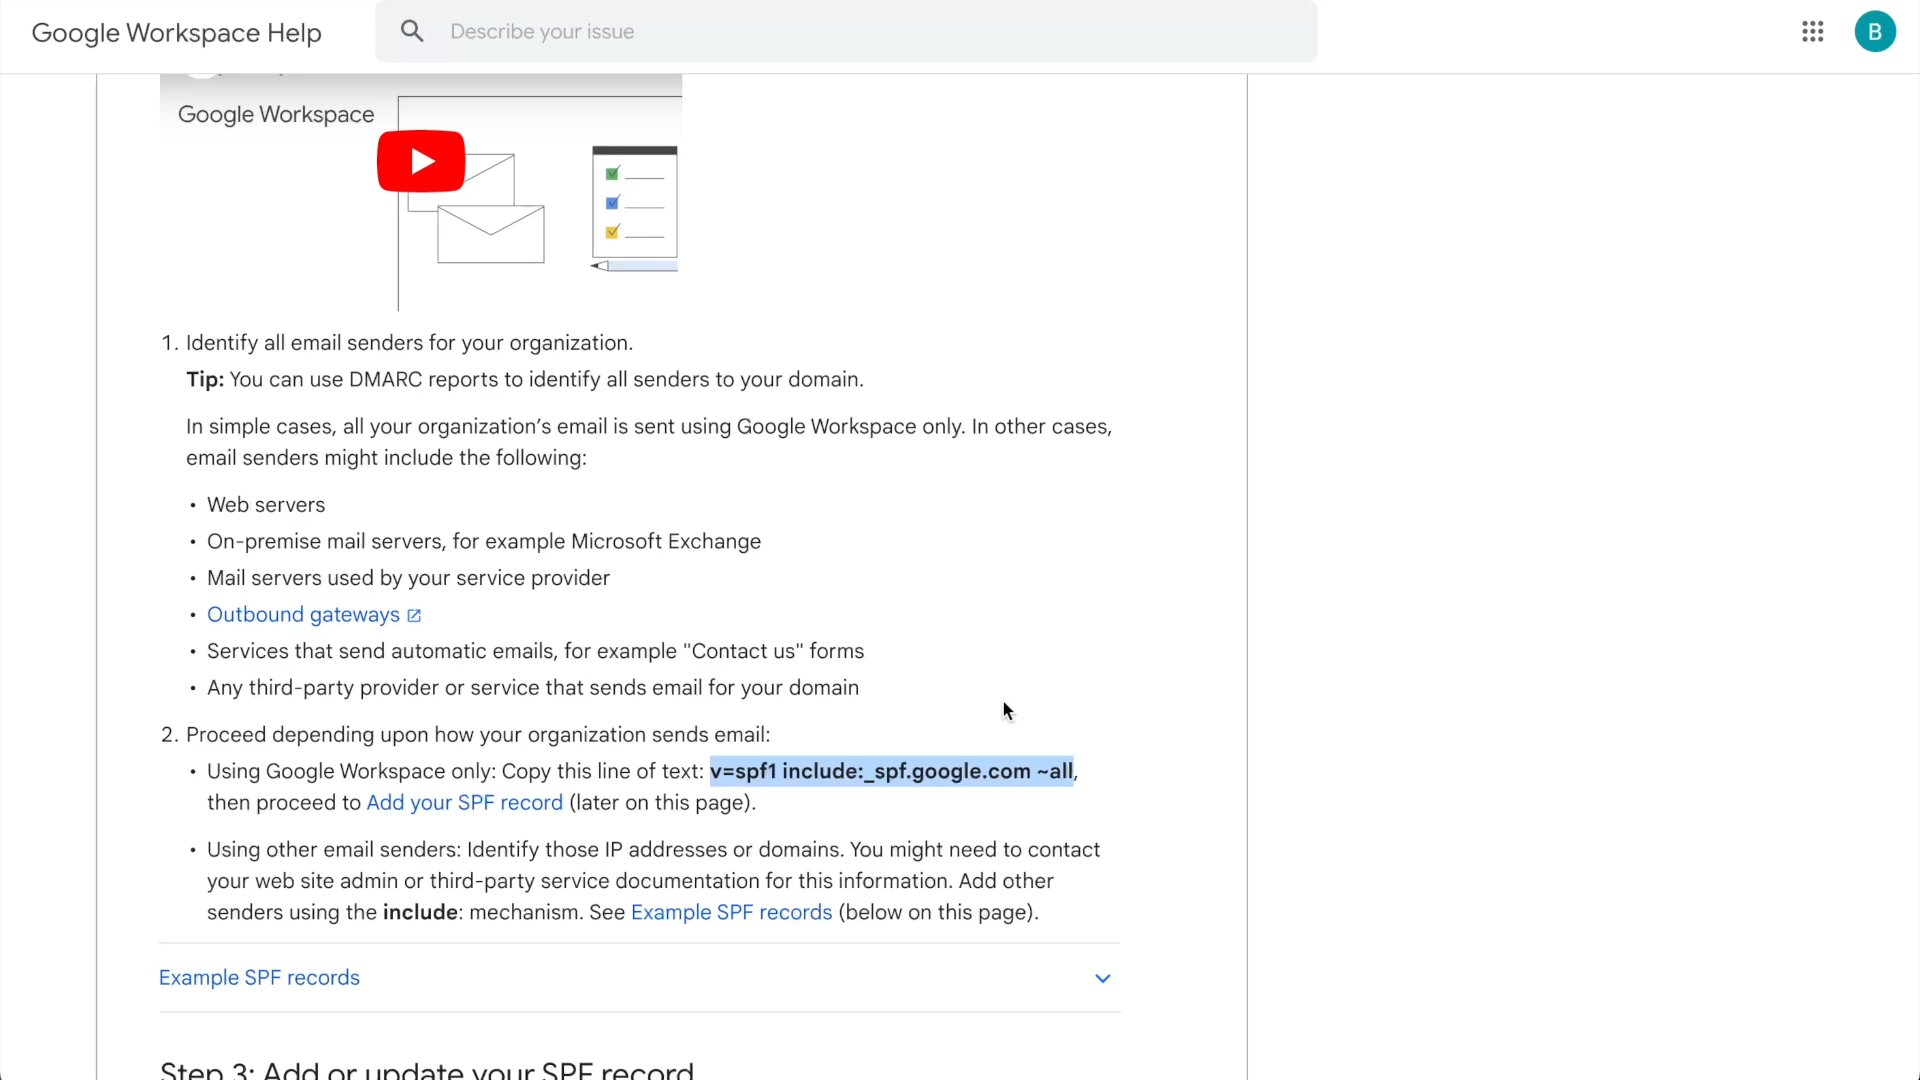 Google Workspace Help
Describe your issue
B
Google Workspace
1. Identify all email senders for your organization.
Tip: You can use DMARC reports to identify all senders to your domain.
In simple cases, all your organization’s email is sent using Google Workspace only. In other cases,
email senders might include the following:
• Web servers
• On-premise mail servers, for example Microsoft Exchange
• Mail servers used by your service provider
• Outbound gateways
• Services that send automatic emails, for example "Contact us" forms
• Any third-party provider or service that sends email for your domain
2. Proceed depending upon how your organization sends email:
• Using Google Workspace only: Copy this line of text: v=spf1 include:_spf.google.com ~all,
then proceed to Add your SPF record (later on this page).
• Using other email senders: Identify those IP addresses or domains. You might need to contact
your web site admin or third-party service documentation for this information. Add other
senders using the include: mechanism. See Example SPF records (below on this page).
Example SPF records
Step 3: Add or update your SPF record